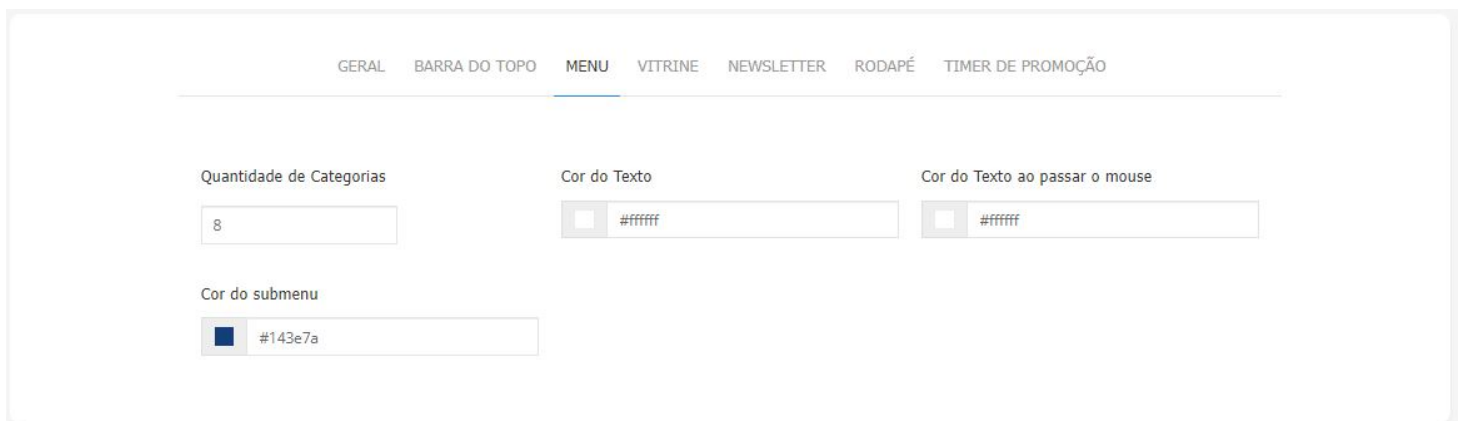 GERAL BARRA DO TOPO MENU VITRINE NEWSLETTER RODAPÉ TIMER DE PROMOÇÃO
Quantidade de Categorias Cor do Texto Cor do Texto ao passar o mouse
8 #ffffff #ffffff
Cor do submenu
#143e7a